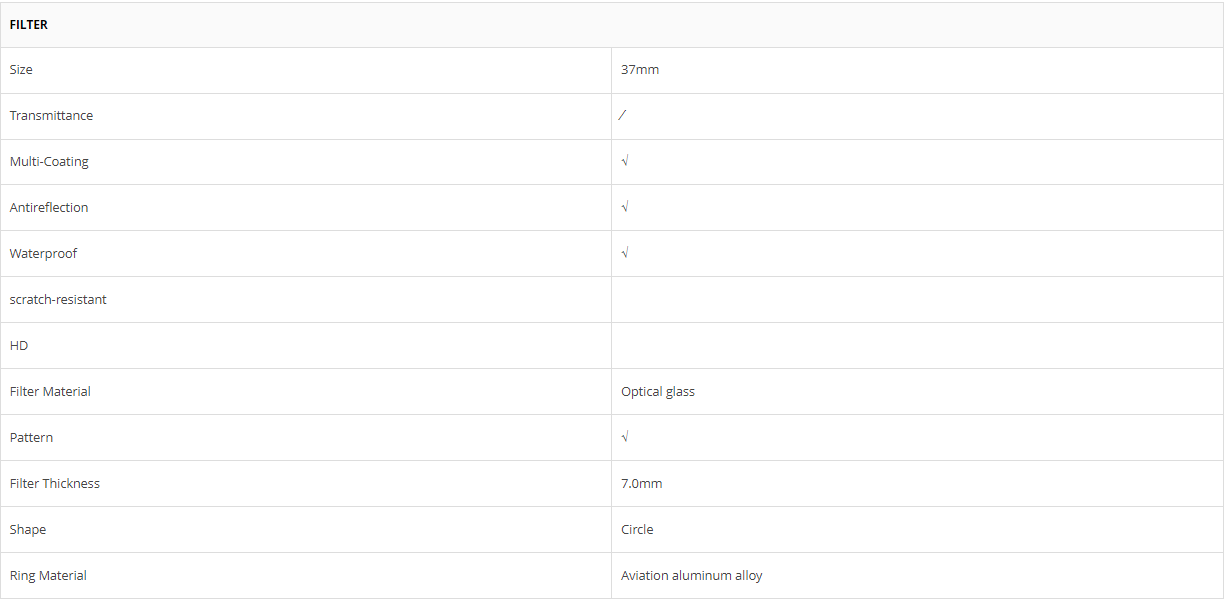 FILTER
Size 37mm
Transmittance /
Multi-Coating √
Antireflection √
Waterproof √
scratch-resistant
HD
Filter Material Optical glass
Pattern √
Filter Thickness 7.0mm
Shape Circle
Ring Material Aviation aluminum alloy